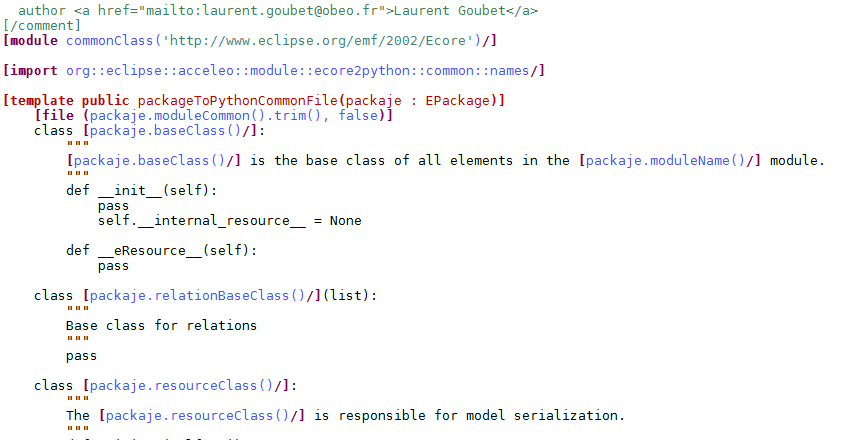 author <a href="mailto:laurent.goubet@obeo.fr">Laurent Goubet</a>
[/comment]
[module commonClass('http://www.eclipse.org/emf/2002/Ecore')/]
[import org::eclipse::acceleo::module::ecore2python::common::names/]
[template public packageToPythonCommonFile(packaje : EPackage)]
[file (packaje.moduleCommon().trim(), false)]
class [packaje.baseClass()/]:
"""
[packaje.baseClass()/] is the base class of all elements in the [packaje.moduleName()/] module.
"""
def __init__(self):
pass
self.__internal_resource__ = None
def __eResource__(self):
pass
class [packaje.relationBaseClass()/](list):
"""
Base class for relations
"""
pass
class [packaje.resourceClass()/]:
"""
The [packaje.resourceClass()/] is responsible for model serialization.
"""